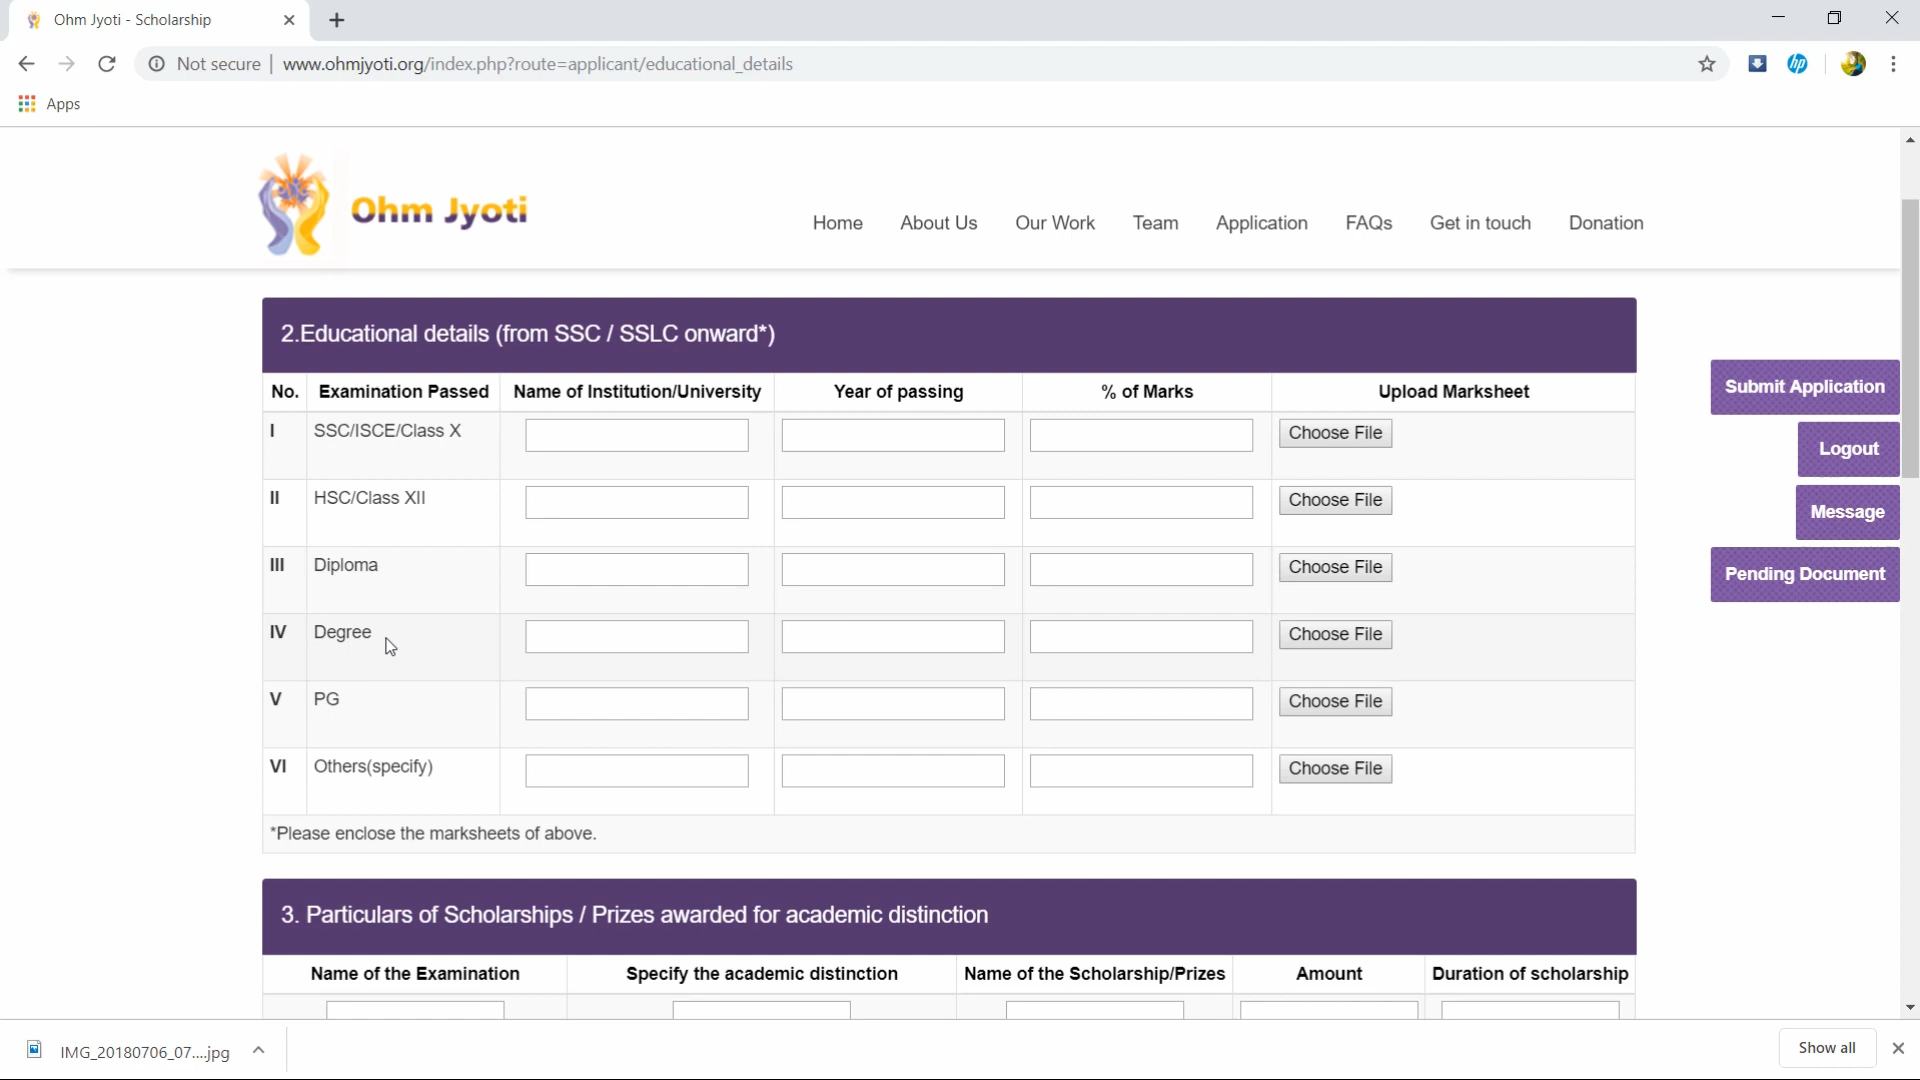 Ohm Jyoti - Scholarship
Not secure | www.ohmjyoti.org/index.php?route=applicant/educational_details
Apps
Ohm Jyoti
Home About Us Our Work Team Application FAQs Get in touch Donation
2.Educational details (from SSC / SSLC onward*)
No. Examination Passed Name of Institution/University Year of passing % of Marks Upload Marksheet
I SSC/ISCE/Class X Choose File
II HSC/Class XII Choose File
III Diploma Choose File
IV Degree Choose File
V PG Choose File
VI Others(specify) Choose File
*Please enclose the marksheets of above.
3. Particulars of Scholarships / Prizes awarded for academic distinction
Name of the Examination Specify the academic distinction Name of the Scholarship/Prizes Amount Duration of scholarship
Submit Application
Logout
Message
Pending Document
IMG_20180706_07....jpg
Show all
hp